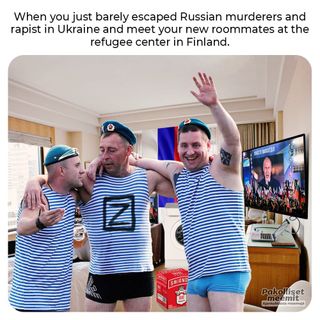 When you just barely escaped Russian murderers and
rapist in Ukraine and meet your new roommates at the
refugee center in Finland.
Z
Pakolliset
meemit